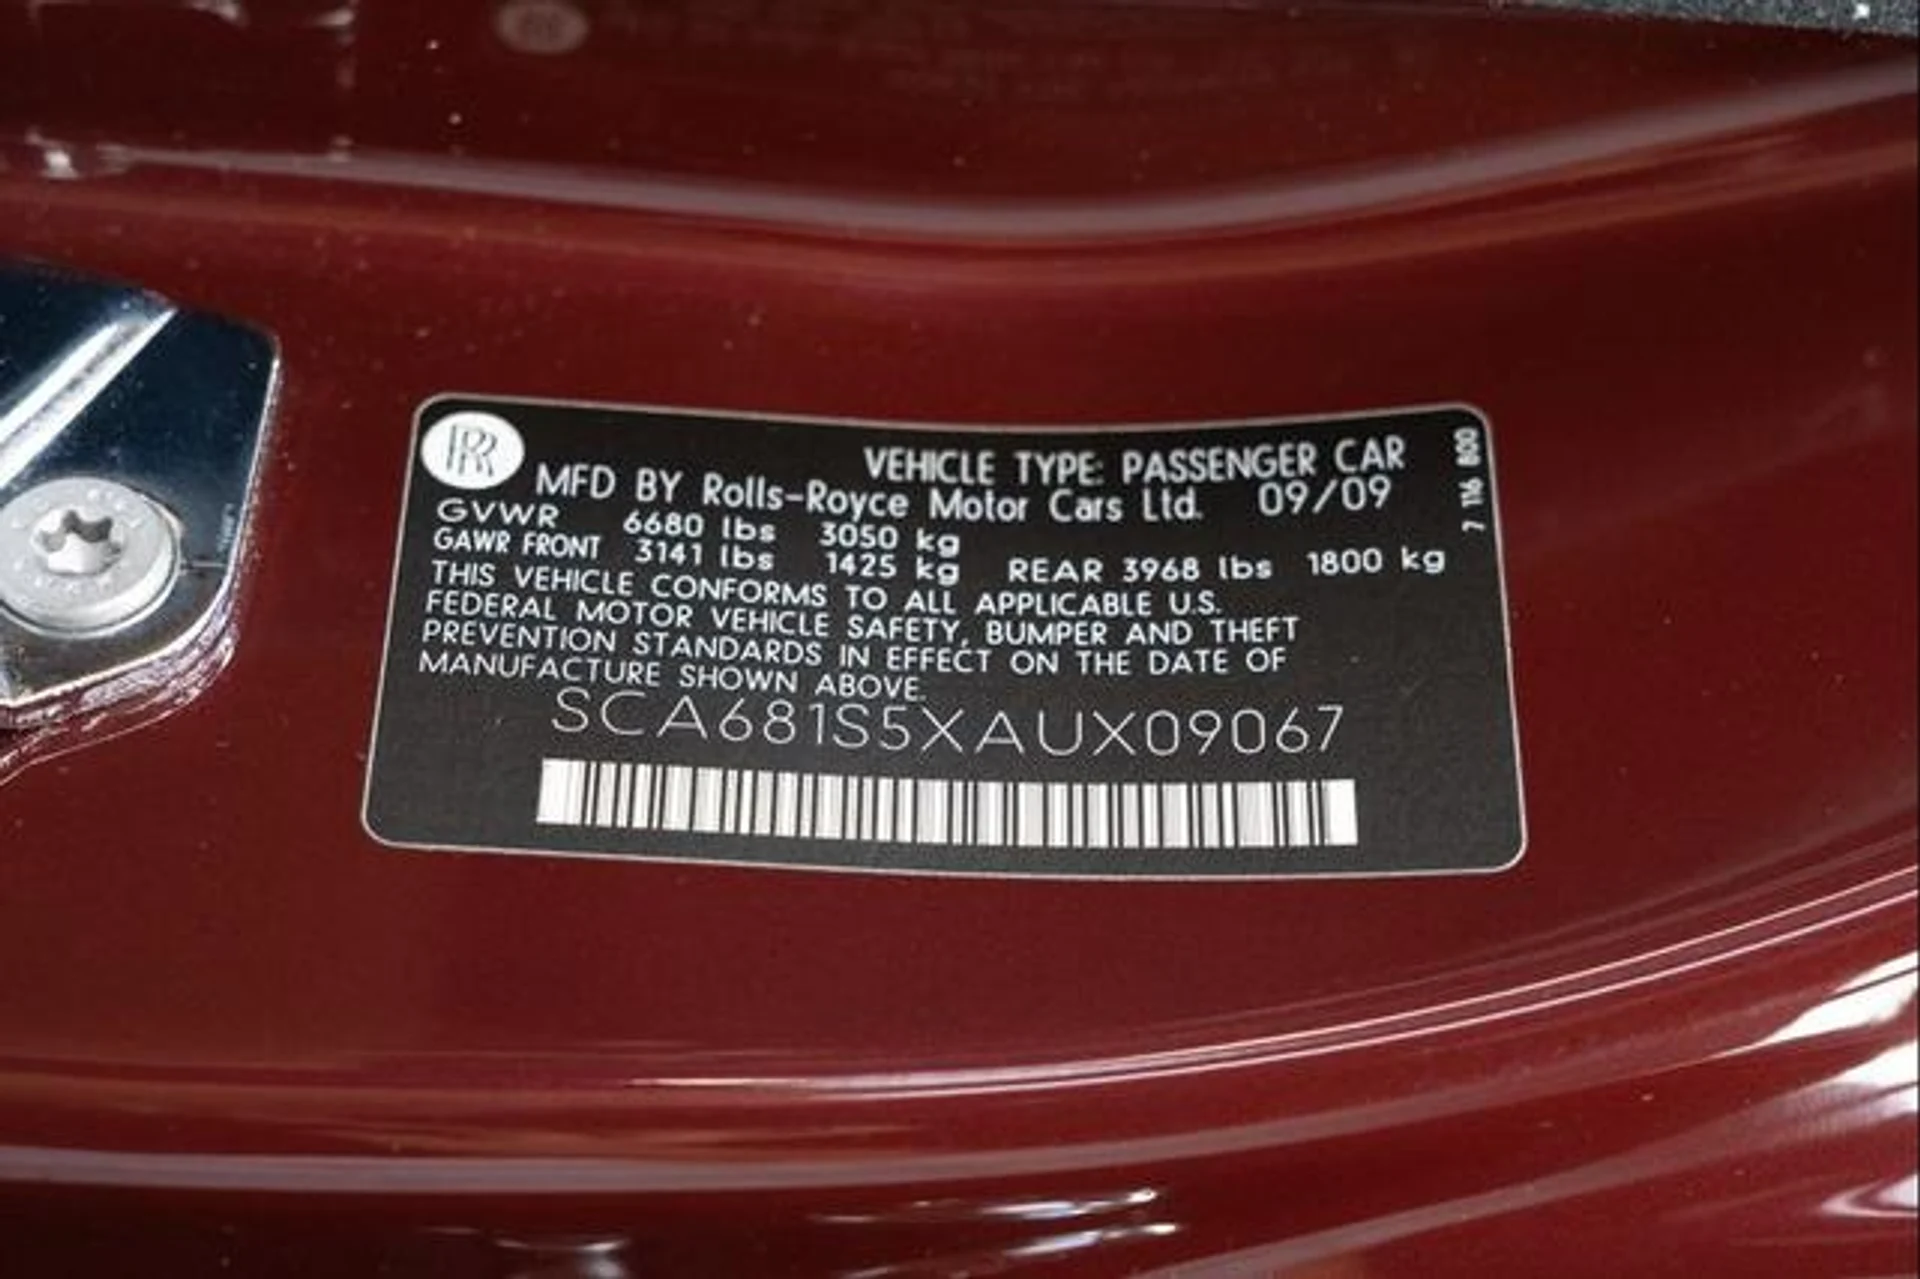 RR
VEHICLE TYPE: PASSENGER CAR
MFD BY Rolls-Royce Motor Cars Ltd. 09/09
GVWR 6680 lbs 3050 kg
GAWR FRONT 3141 lbs 1425 kg REAR 3968 lbs 1800 kg
THIS VEHICLE CONFORMS TO ALL APPLICABLE U.S.
FEDERAL MOTOR VEHICLE SAFETY, BUMPER AND THEFT
PREVENTION STANDARDS IN EFFECT ON THE DATE OF
MANUFACTURE SHOWN ABOVE.
SCA681S5XAUX09067
7 116 800